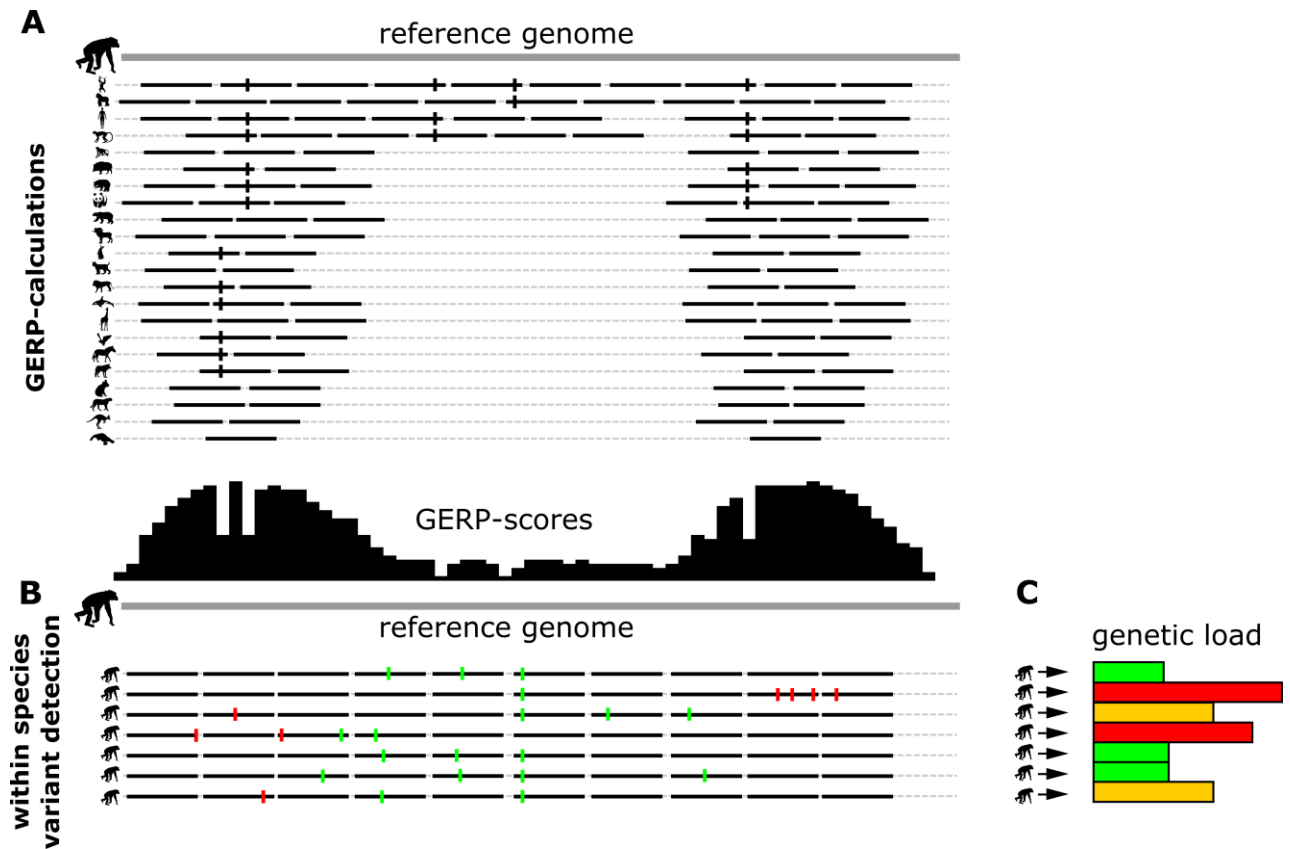 A
reference genome
GERP-calculations
GERP-scores
B
reference genome
within species
variant detection
C
genetic load